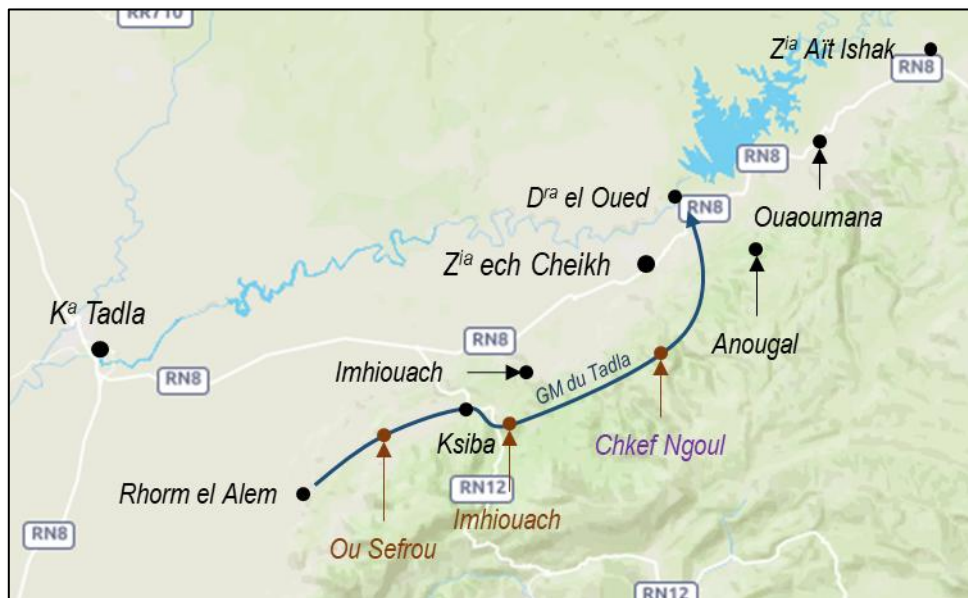 RR710
Zia Aït Ishak
RN8
RN8
Dra el Oued
RN8
Ouaoumana
Zia ech Cheikh
Ka Tadla
Anougal
RN8
Imhiouach
GM du Tadla
RN8
Ksiba
Chkef Ngoul
Rhorm el Alem
RN12
Imhiouach
RN8
Ou Sefrou
RN12